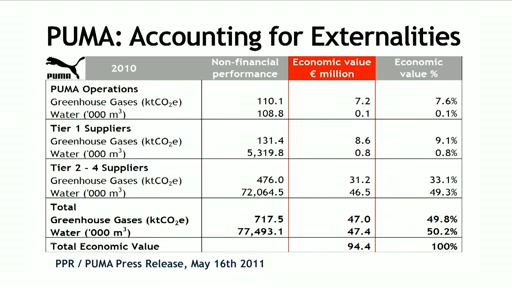 PUMA: Accounting for Externalities
PUMA
2010 Non-financial performance Economic value € million Economic value %
PUMA Operations
Greenhouse Gases (ktCO₂e) 110.1 7.2 7.6%
Water ('000 m³) 108.8 0.1 0.1%
Tier 1 Suppliers
Greenhouse Gases (ktCO₂e) 131.4 8.6 9.1%
Water ('000 m³) 5,319.8 0.8 0.8%
Tier 2 - 4 Suppliers
Greenhouse Gases (ktCO₂e) 476.0 31.2 33.1%
Water ('000 m³) 72,064.5 46.5 49.3%
Total
Greenhouse Gases (ktCO₂e) 717.5 47.0 49.8%
Water ('000 m³) 77,493.1 47.4 50.2%
Total Economic Value 94.4 100%
PPR / PUMA Press Release, May 16th 2011